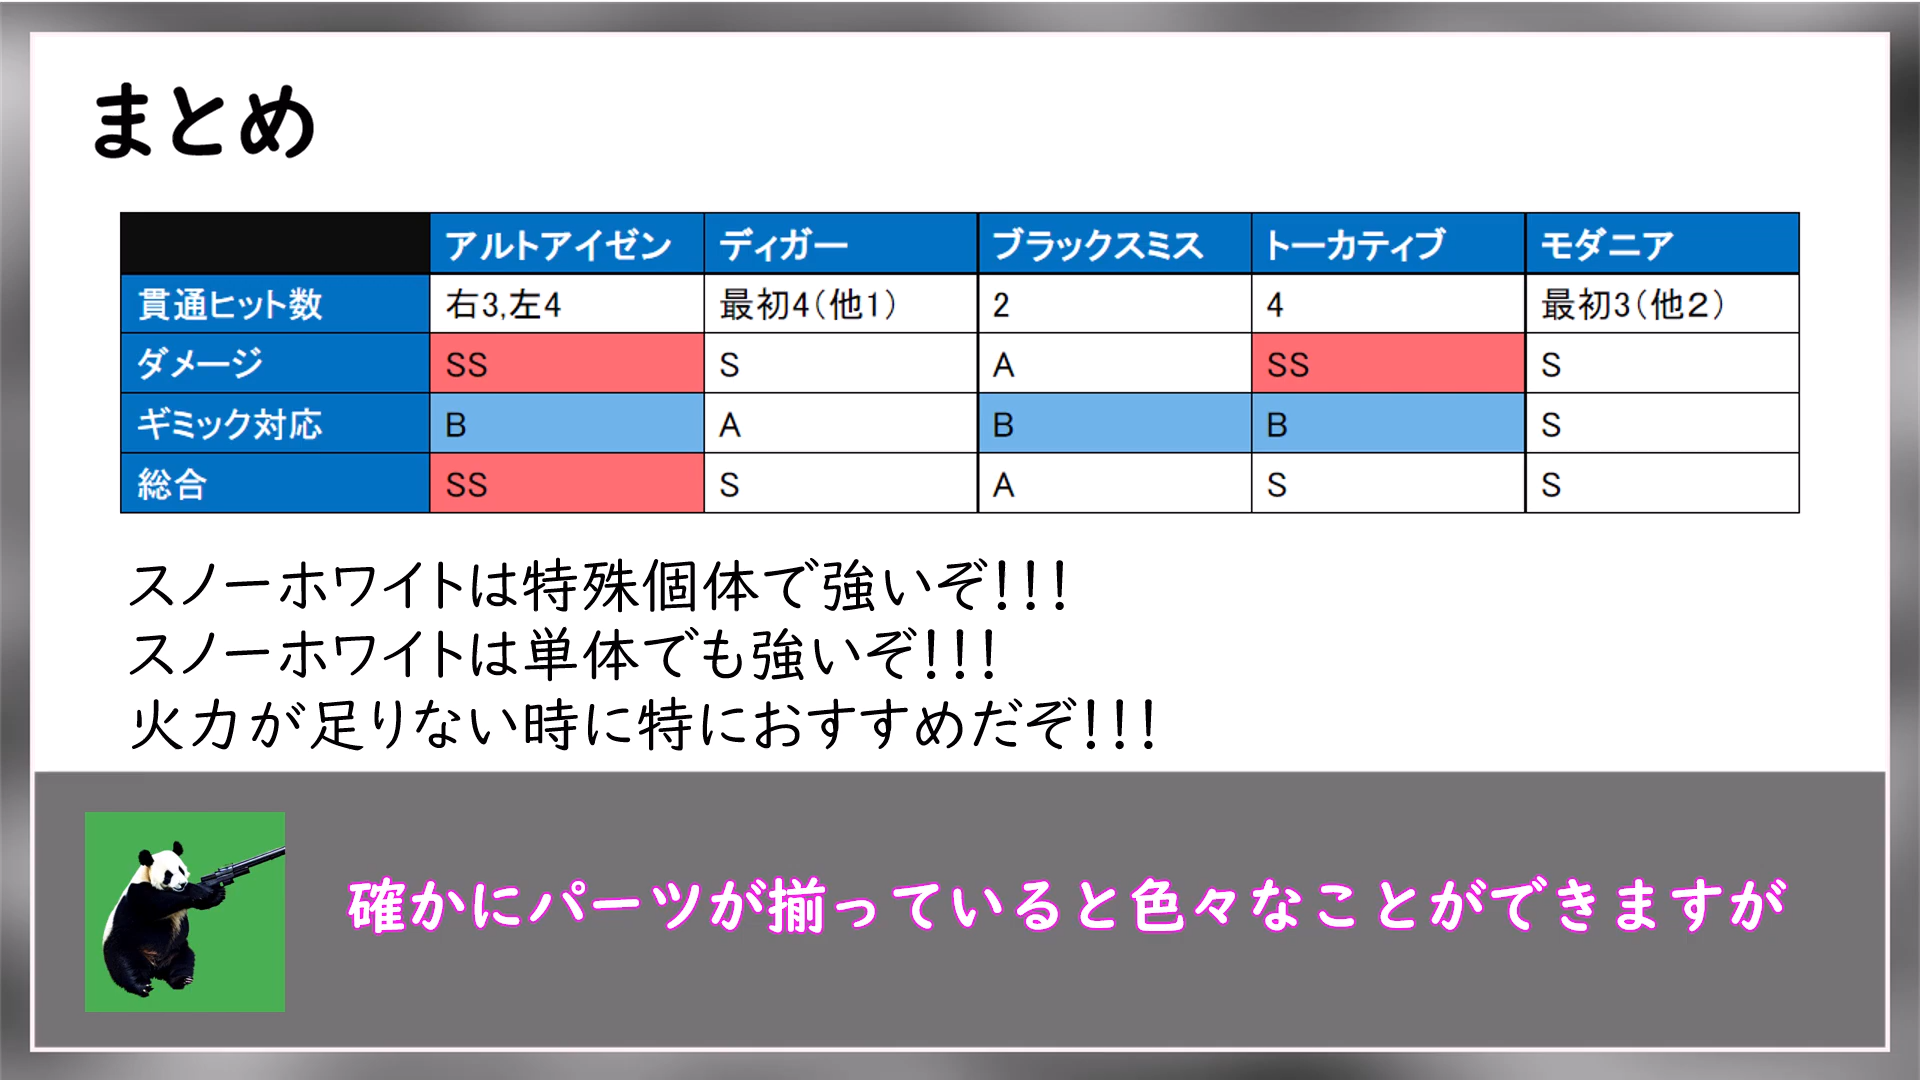 まとめ
アルトアイゼン ディガー ブラックスミス トーカティブ モダニア
貫通ヒット数 右3,左4 最初4(他1) 2 4 最初3(他２)
ダメージ SS S A SS S
ギミック対応 B A B B S
総合 SS S A S S
スノーホワイトは特殊個体で強いぞ!!!
スノーホワイトは単体でも強いぞ!!!
火力が足りない時に特におすすめだぞ!!!
確かにパーツが揃っていると色々なことができますが